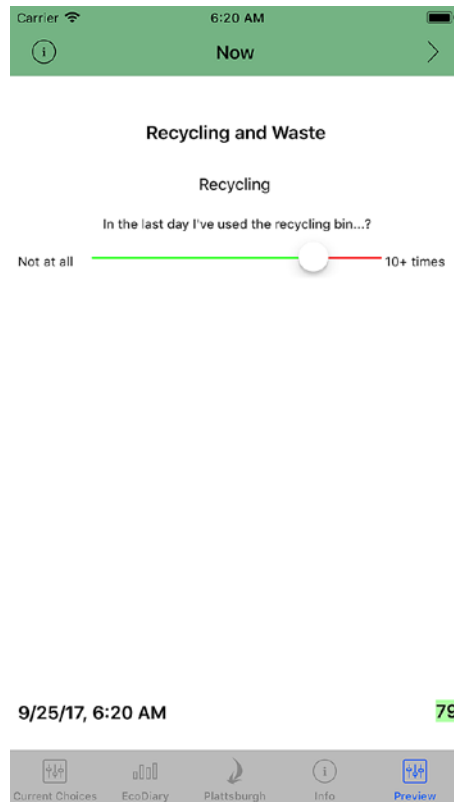 Carrier 6:20 AM
Now
Recycling and Waste
Recycling
In the last day I've used the recycling bin...?
Not at all 10+ times
9/25/17, 6:20 AM 79
Current Choices EcoDiary Plattsburgh Info Preview